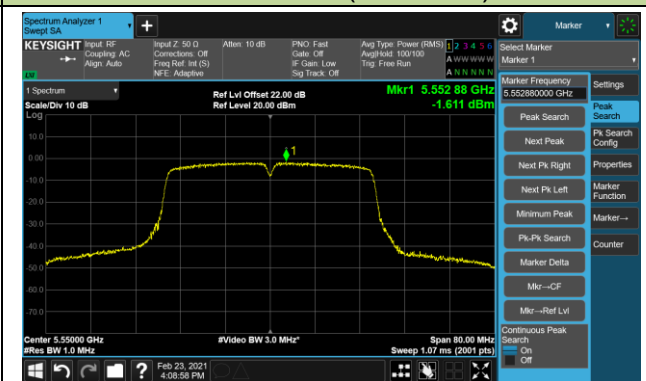 Spectrum Analyzer 1
Swept SA
+
Marker
KEYSIGHT
Input: RF
Coupling: AC
Align: Auto
Input Z: 50 Ω
Corrections: Off
Freq Ref: Int (S)
NFE: Adaptive
Atten: 10 dB
PNO: Fast
Gate: Off
IF Gain: Low
Sig Track: Off
Avg Type: Power (RMS)
Avg|Hold: 100/100
Trig: Free Run
1 2 3 4 5 6
A W W W W W
A N N N N N
Select Marker
Marker 1
1 Spectrum
Scale/Div 10 dB
Log
Ref Lvl Offset 22.00 dB
Ref Level 20.00 dBm
Mkr1 5.552 88 GHz
-1.611 dBm
10.0
0.00
-10.0
-20.0
-30.0
-40.0
-50.0
-60.0
-70.0
1
Center 5.55000 GHz
#Res BW 1.0 MHz
#Video BW 3.0 MHz*
Span 80.00 MHz
Sweep 1.07 ms (2001 pts)
Marker Frequency
5.552880000 GHz
Peak Search
Next Peak
Next Pk Right
Next Pk Left
Minimum Peak
Pk-Pk Search
Marker Delta
Mkr→CF
Mkr→Ref Lvl
Continuous Peak
Search
On
Off
Settings
Peak
Search
Pk Search
Config
Properties
Marker
Function
Marker→
Counter
?
Feb 23, 2021
4:08:58 PM